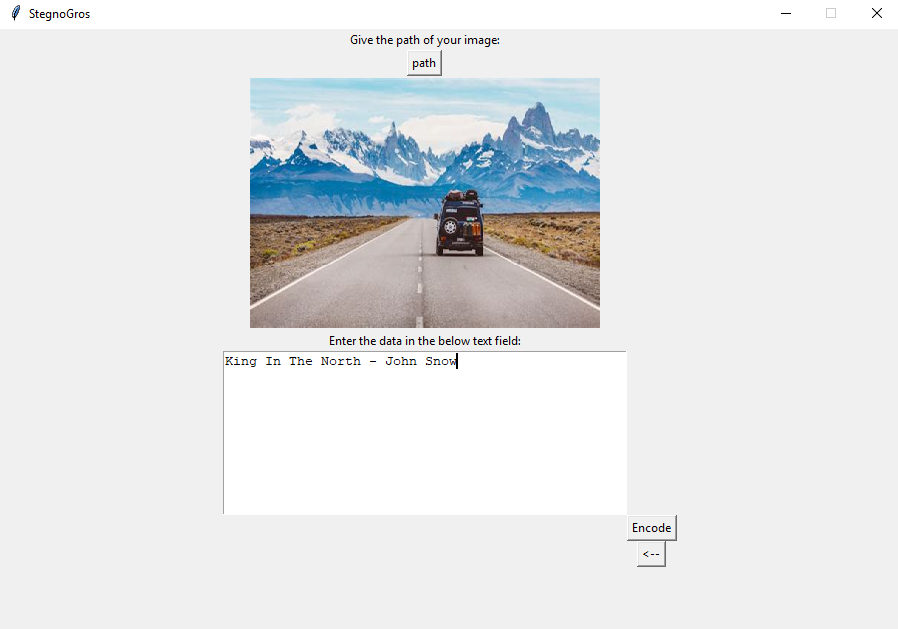 StegnoGros
Give the path of your image:
path
Enter the data in the below text field:
King In The North - John Snow
Encode
<--